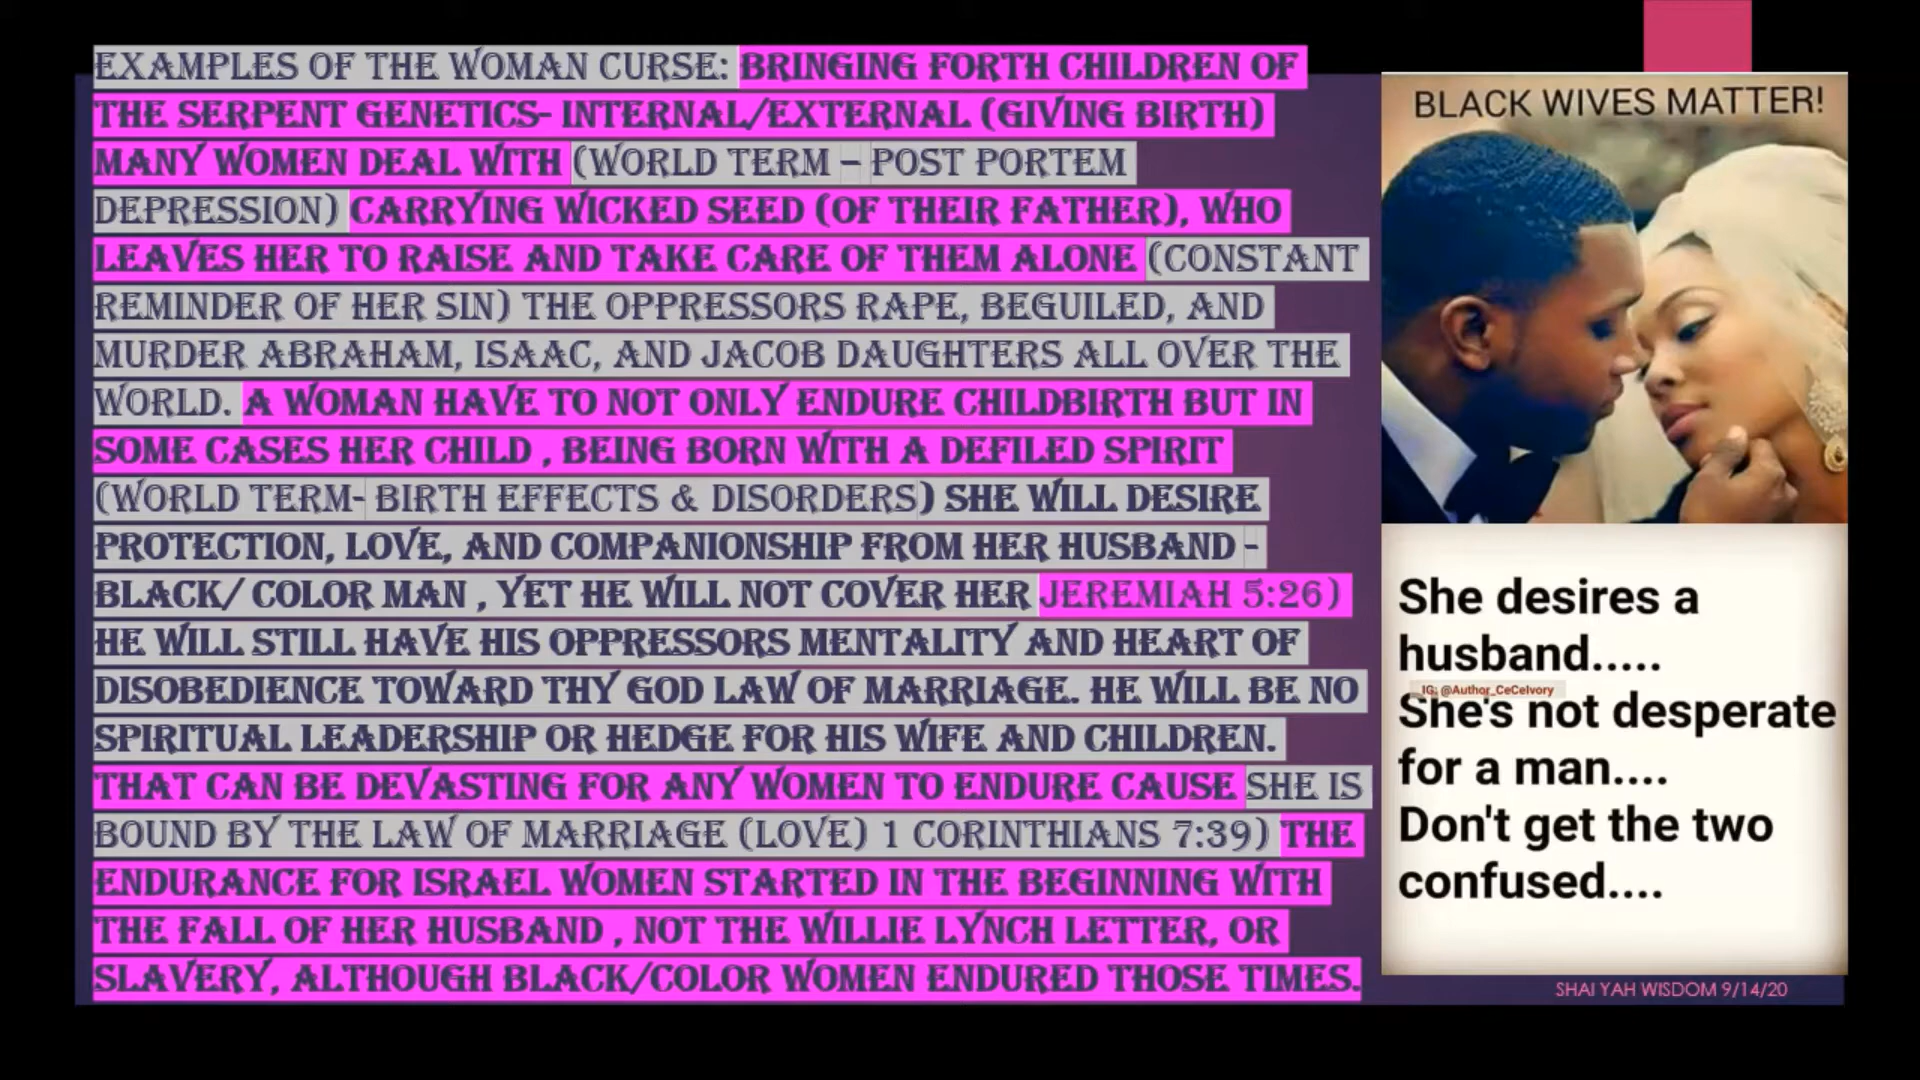 EXAMPLES OF THE WOMAN CURSE: BRINGING FORTH CHILDREN OF
THE SERPENT GENETICS- INTERNAL/EXTERNAL (GIVING BIRTH)
MANY WOMEN DEAL WITH (WORLD TERM – POST PORTEM
DEPRESSION) CARRYING WICKED SEED (OF THEIR FATHER), WHO
LEAVES HER TO RAISE AND TAKE CARE OF THEM ALONE (CONSTANT
REMINDER OF HER SIN) THE OPPRESSORS RAPE, BEGUILED, AND
MURDER ABRAHAM, ISAAC, AND JACOB DAUGHTERS ALL OVER THE
WORLD. A WOMAN HAVE TO NOT ONLY ENDURE CHILDBIRTH BUT IN
SOME CASES HER CHILD , BEING BORN WITH A DEFILED SPIRIT
(WORLD TERM- BIRTH EFFECTS & DISORDERS) SHE WILL DESIRE
PROTECTION, LOVE, AND COMPANIONSHIP FROM HER HUSBAND -
BLACK/ COLOR MAN , YET HE WILL NOT COVER HER JEREMIAH 5:26)
HE WILL STILL HAVE HIS OPPRESSORS MENTALITY AND HEART OF
DISOBEDIENCE TOWARD THY GOD LAW OF MARRIAGE. HE WILL BE NO
SPIRITUAL LEADERSHIP OR HEDGE FOR HIS WIFE AND CHILDREN.
THAT CAN BE DEVASTING FOR ANY WOMEN TO ENDURE CAUSE SHE IS
BOUND BY THE LAW OF MARRIAGE (LOVE) 1 CORINTHIANS 7:39) THE
ENDURANCE FOR ISRAEL WOMEN STARTED IN THE BEGINNING WITH
THE FALL OF HER HUSBAND , NOT THE WILLIE LYNCH LETTER, OR
SLAVERY, ALTHOUGH BLACK/COLOR WOMEN ENDURED THOSE TIMES.
BLACK WIVES MATTER!
She desires a
husband.....
IG: @Author_CeCeIvory
She's not desperate
for a man....
Don't get the two
confused....
SHAI YAH WISDOM 9/14/20